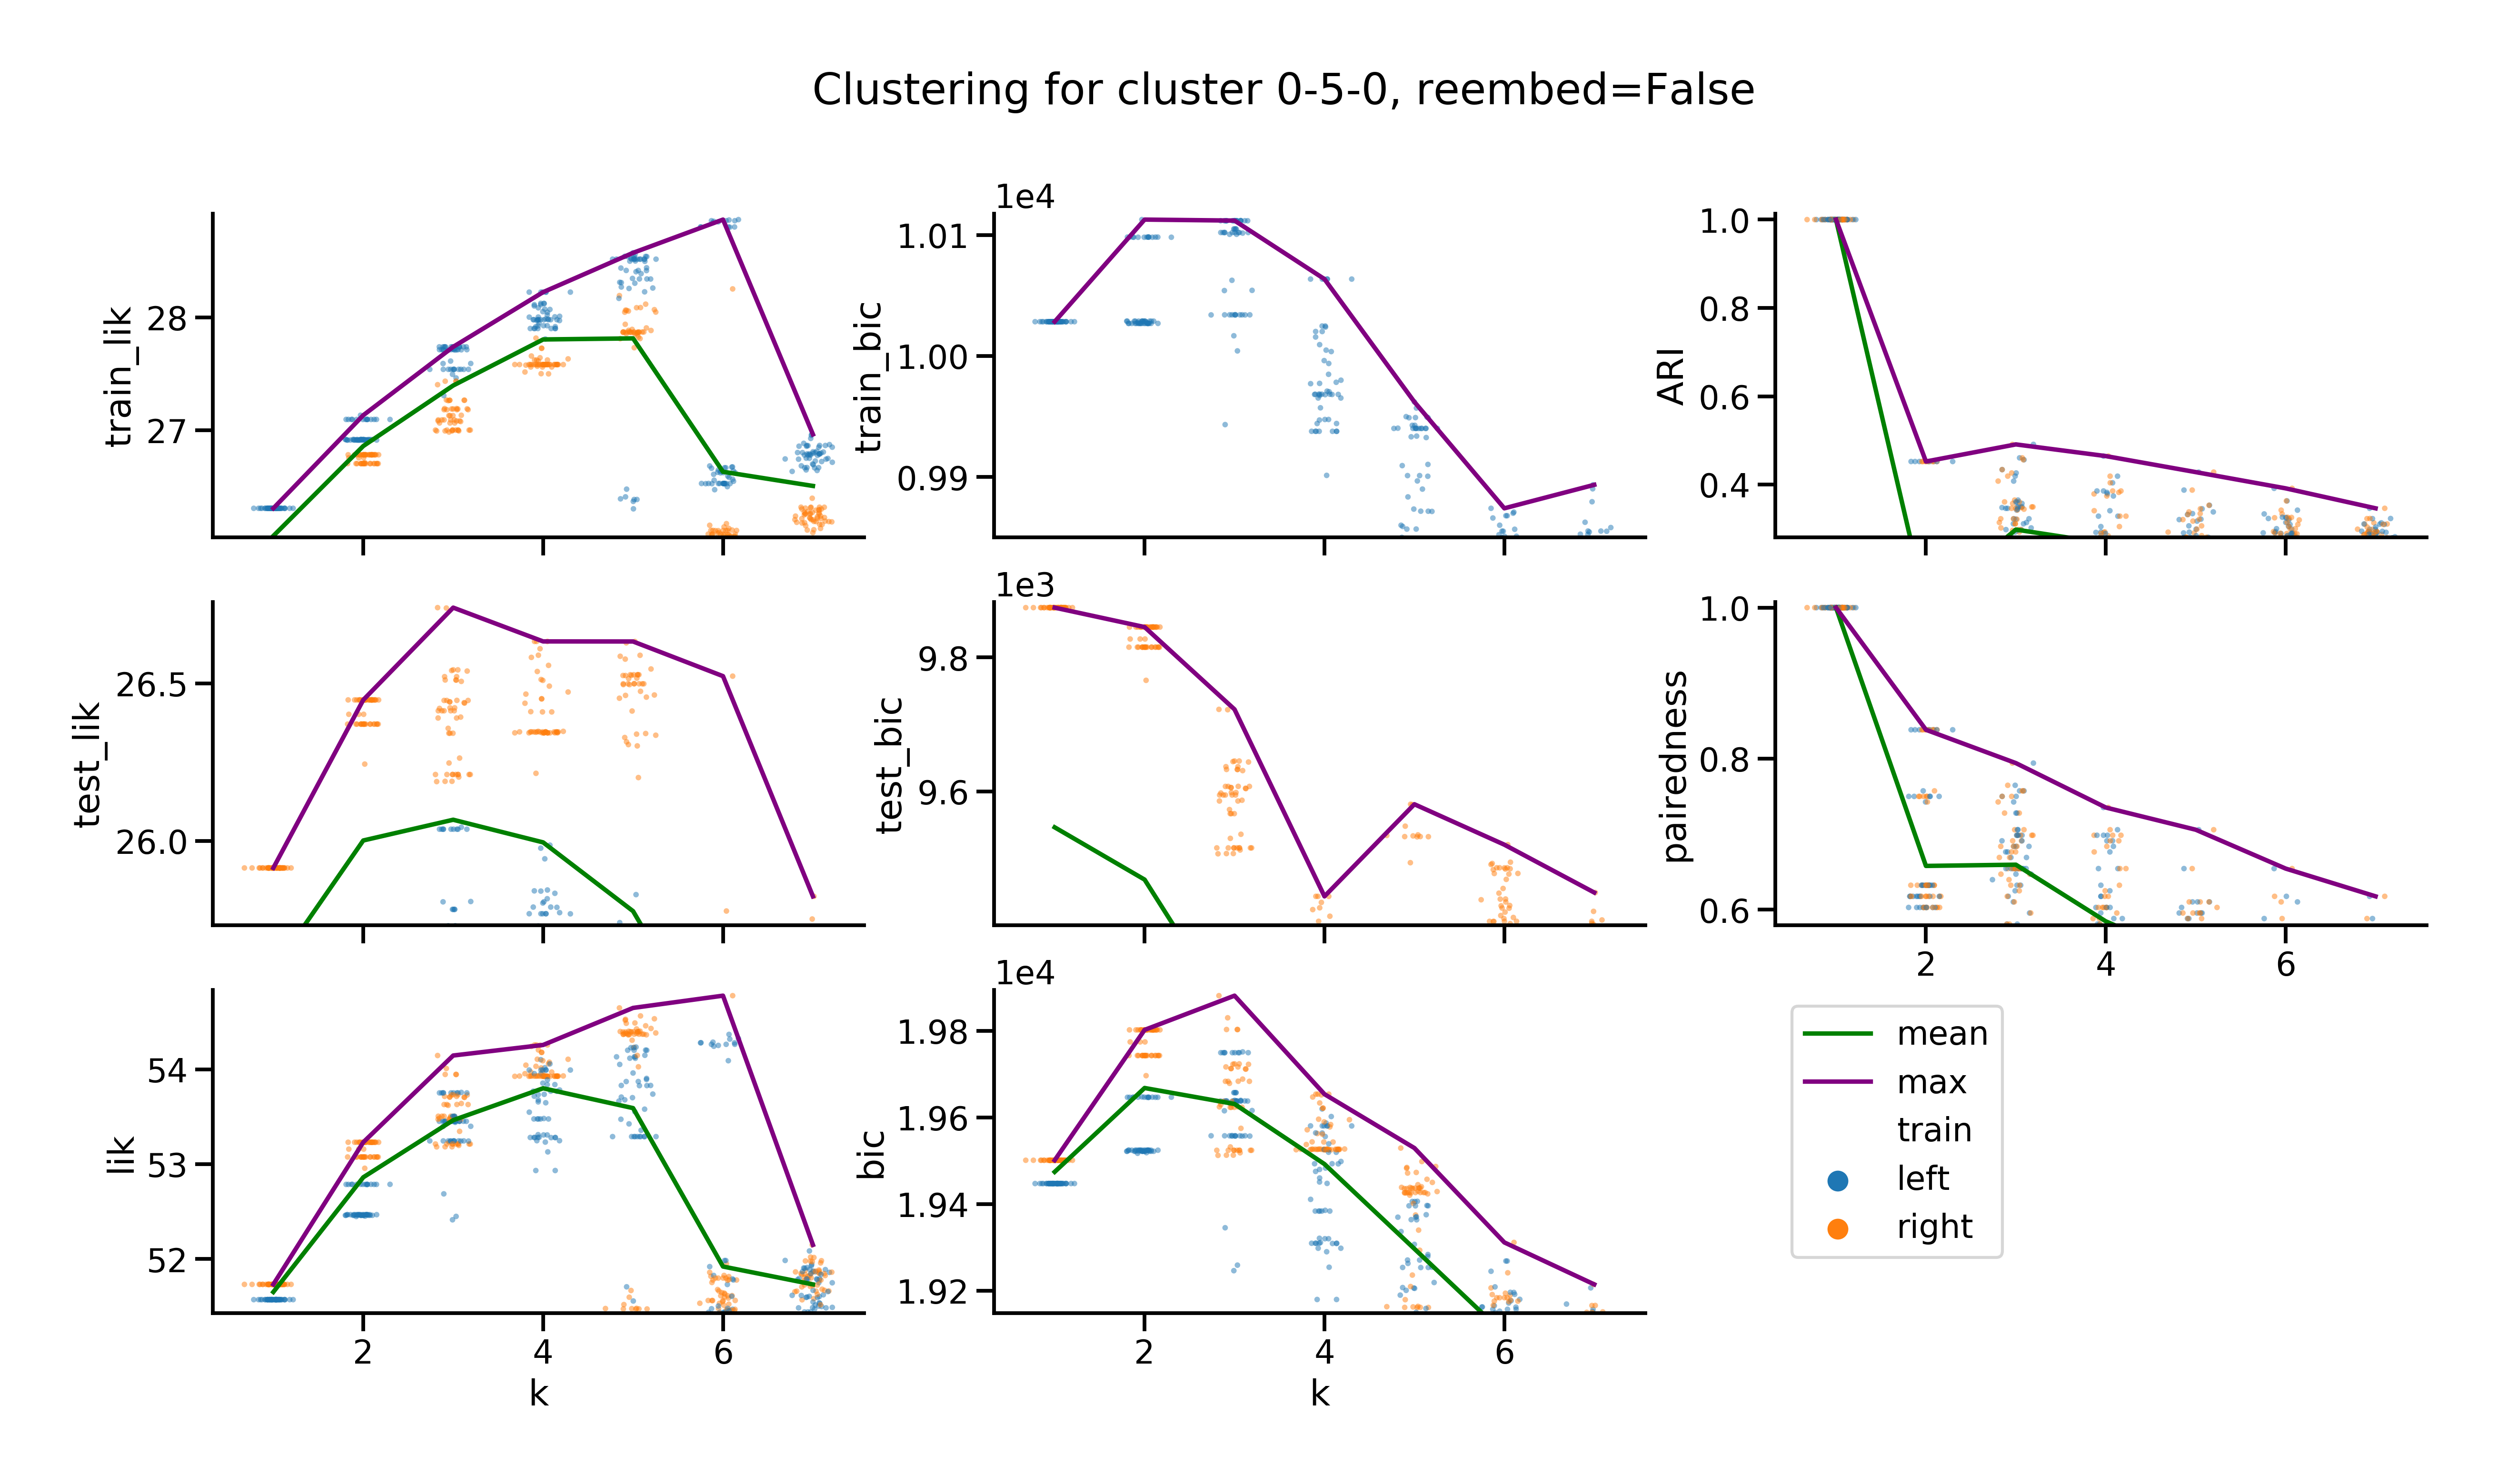 Clustering for cluster 0-5-0, reembed=False
train_lik
28
27
1e4
train_bic
1.01
1.00
0.99
ARI
1.0
0.8
0.6
0.4
test_lik
26.5
26.0
1e3
test_bic
9.8
9.6
pairedness
1.0
0.8
0.6
2 4 6
lik
54
53
52
2 4 6
k
1e4
bic
1.98
1.96
1.94
1.92
2 4 6
k
mean
max
train
left
right